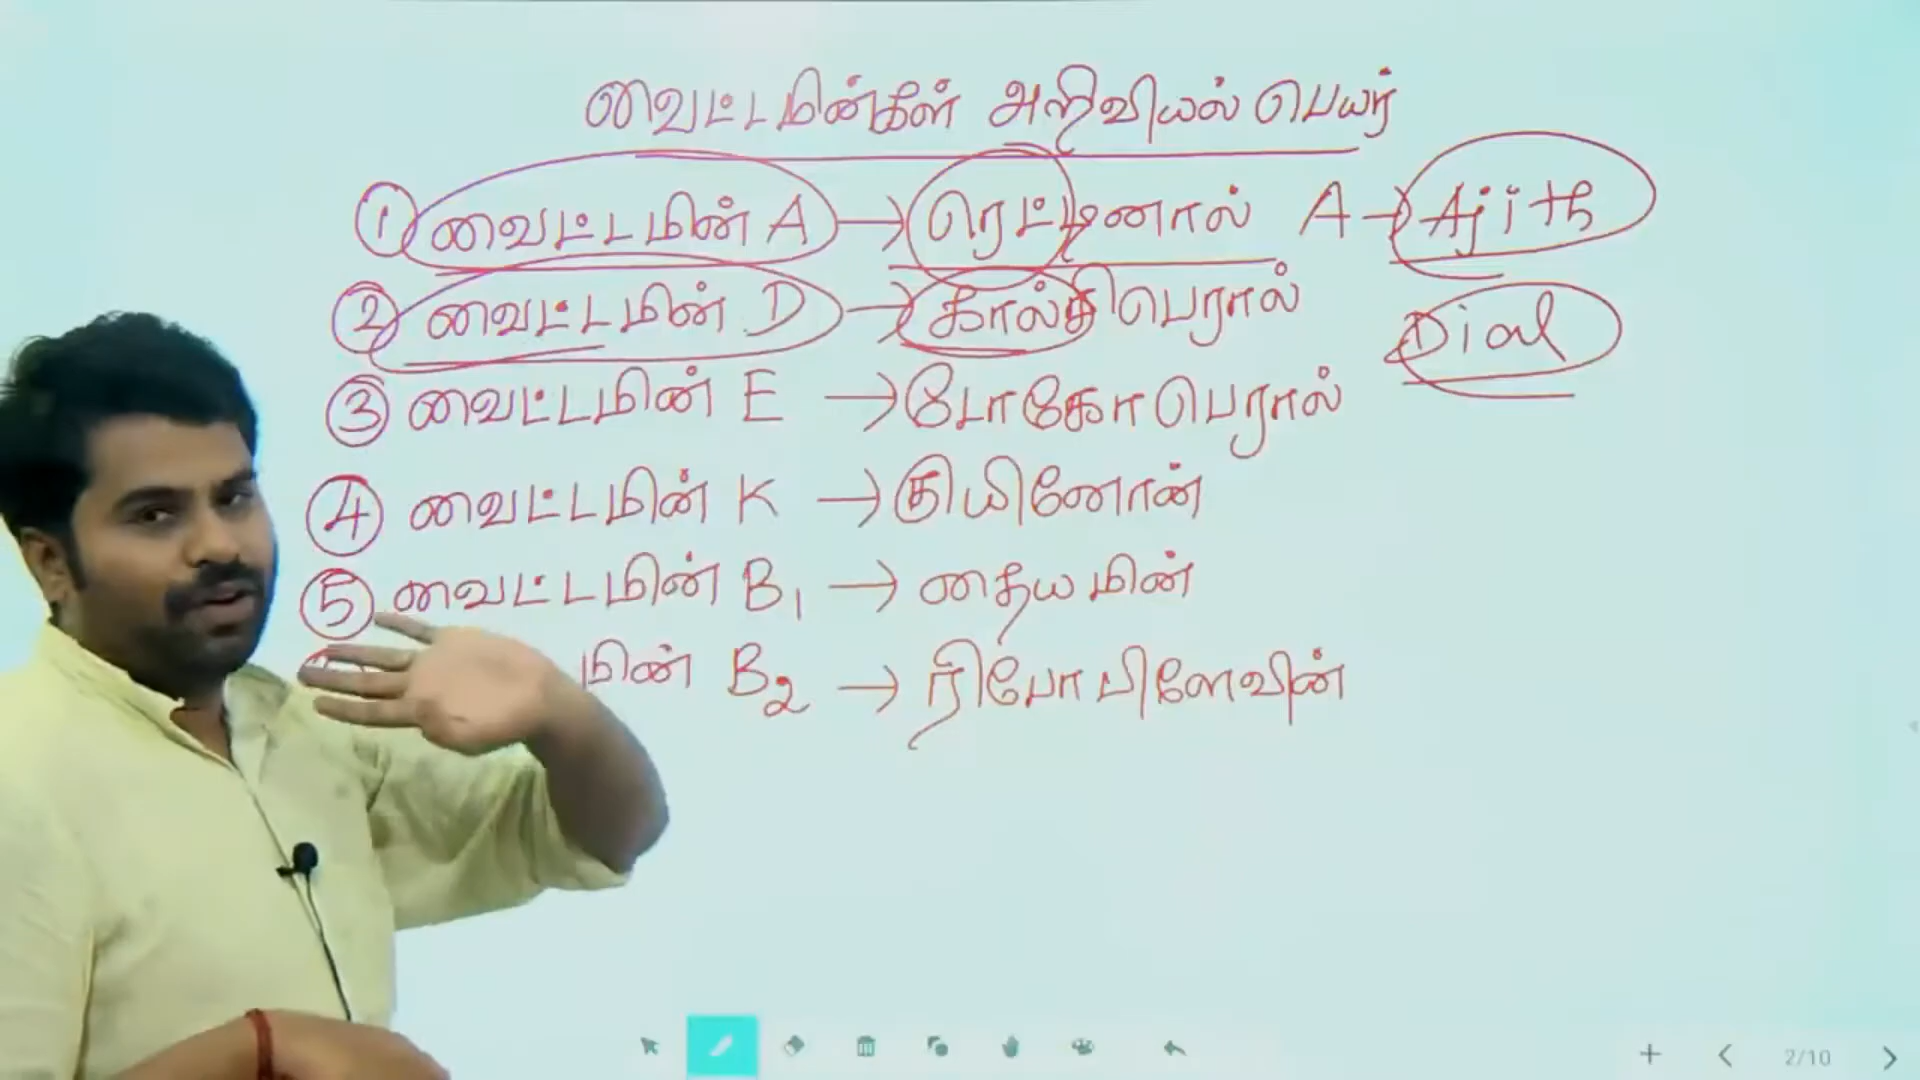 வைட்டமின்கள் அறிவியல் பெயர்
① வைட்டமின் A → ரெட்டினால் A → Ajith
② வைட்டமின் D → கால்சிபெரால் Dial
③ வைட்டமின் E → டோகோபெரால்
④ வைட்டமின் K → குயினோன்
⑤ வைட்டமின் B1 → தையமின்
மின் B2 → ரிபோபிளேவின்
2/10